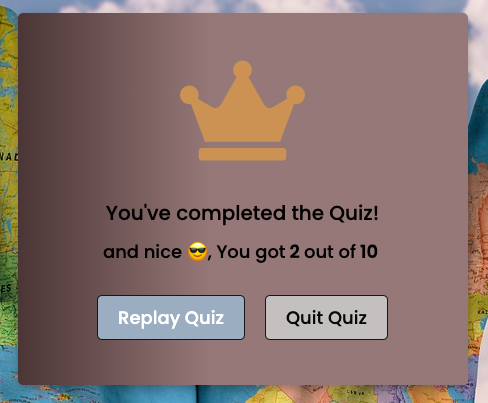 You've completed the Quiz!
and nice 😎, You got 2 out of 10
Replay Quiz
Quit Quiz